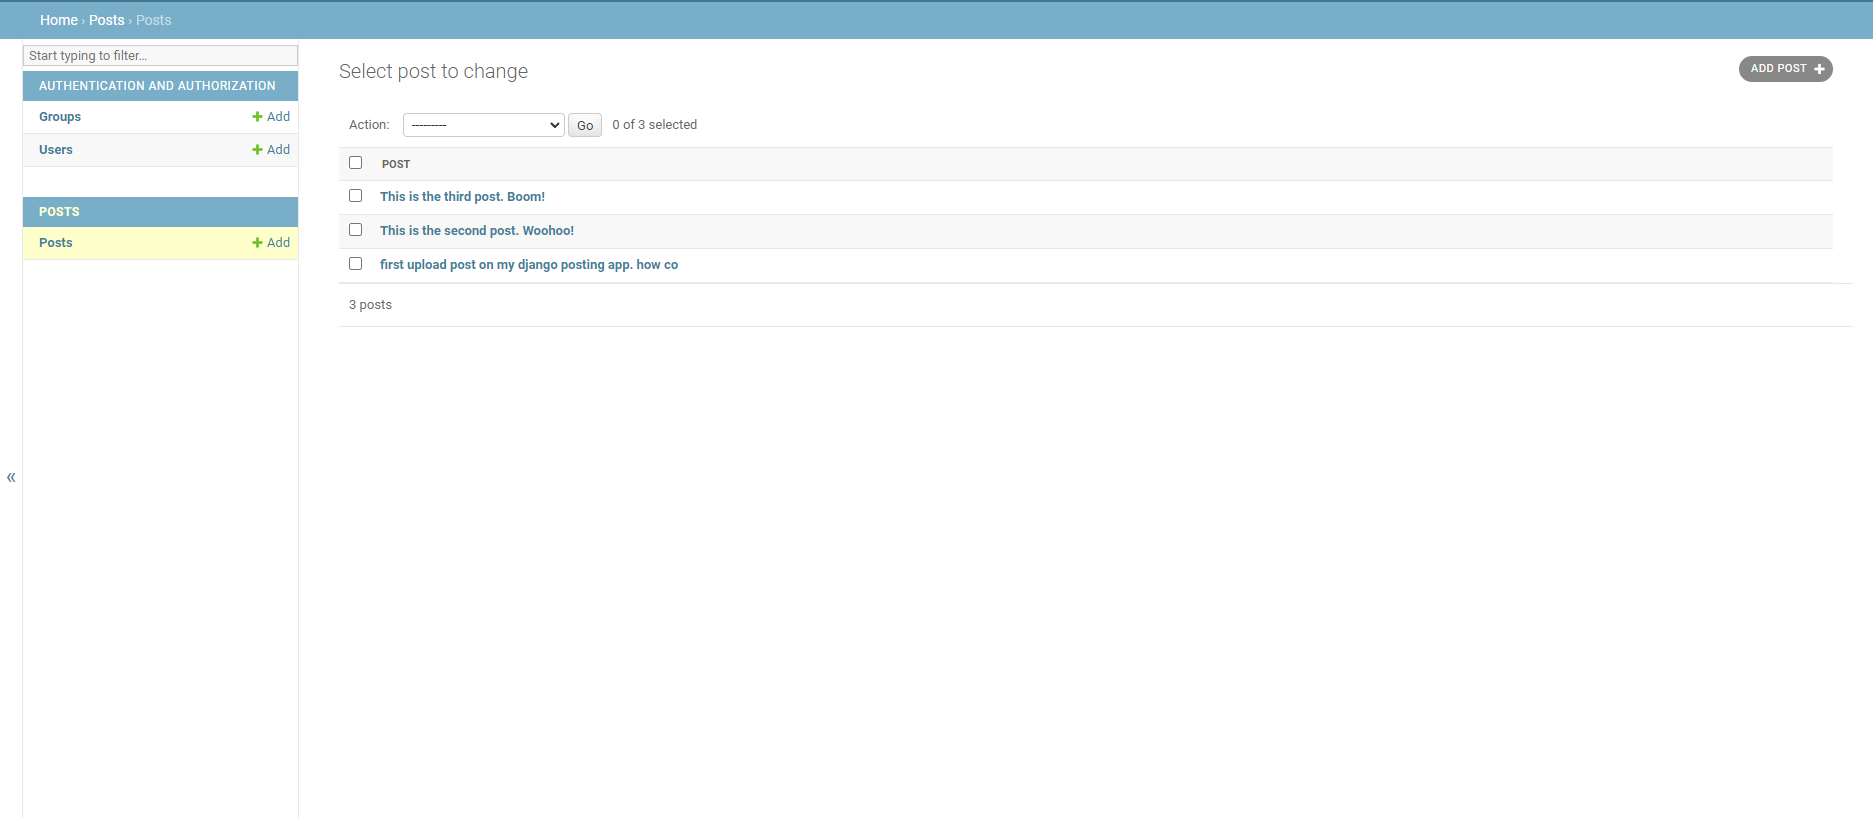 Home › Posts › Posts
Start typing to filter...
AUTHENTICATION AND AUTHORIZATION
Groups + Add
Users + Add
POSTS
Posts + Add
«
Select post to change
ADD POST +
Action: --------- Go 0 of 3 selected
POST
This is the third post. Boom!
This is the second post. Woohoo!
first upload post on my django posting app. how co
3 posts